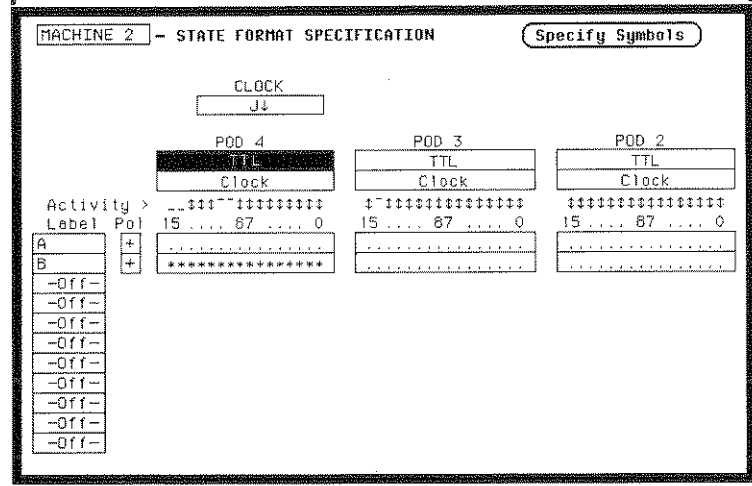 MACHINE 2 - STATE FORMAT SPECIFICATION Specify Symbols
CLOCK
J↓
POD 4 POD 3 POD 2
TTL TTL TTL
Clock Clock Clock
Activity > __↕↕↕‾‾↕↕↕↕↕↕↕↕↕ ↕‾↕↕↕↕↕↕↕↕↕↕↕↕↕↕ ↕↕↕↕↕↕↕↕↕↕↕↕↕↕↕↕
Label Pol 15 .... 87 .... 0 15 .... 87 .... 0 15 .... 87 .... 0
A + ................ ................ ................
B + **************** ................ ................
-Off-
-Off-
-Off-
-Off-
-Off-
-Off-
-Off-
-Off-
-Off-